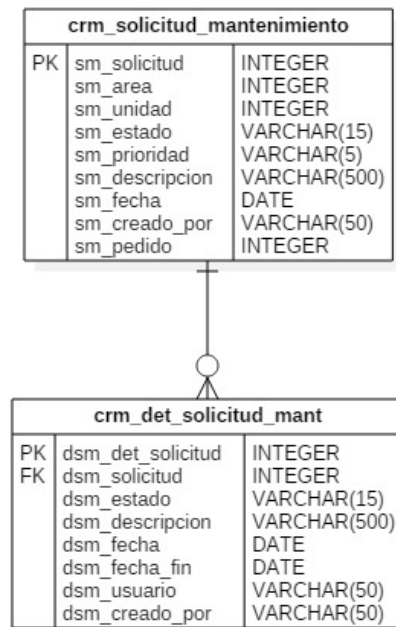 crm_solicitud_mantenimiento
PK sm_solicitud INTEGER
sm_area INTEGER
sm_unidad INTEGER
sm_estado VARCHAR(15)
sm_prioridad VARCHAR(5)
sm_descripcion VARCHAR(500)
sm_fecha DATE
sm_creado_por VARCHAR(50)
sm_pedido INTEGER
crm_det_solicitud_mant
PK dsm_det_solicitud INTEGER
FK dsm_solicitud INTEGER
dsm_estado VARCHAR(15)
dsm_descripcion VARCHAR(500)
dsm_fecha DATE
dsm_fecha_fin DATE
dsm_usuario VARCHAR(50)
dsm_creado_por VARCHAR(50)